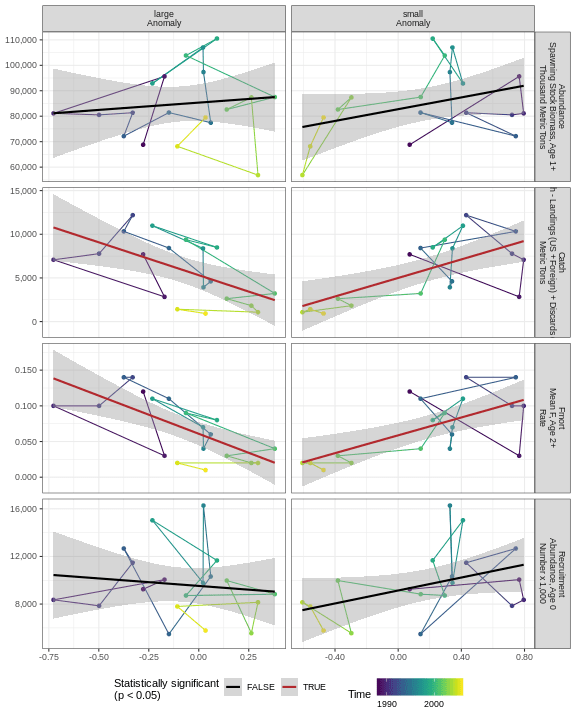 large
Anomaly
small
Anomaly
110,000
100,000
90,000
80,000
70,000
60,000
Abundance
Spawning Stock Biomass, Age 1+
Thousand Metric Tons
15,000
10,000
5,000
0
Catch
h - Landings (US +Foreign) + Discards
Metric Tons
0.150
0.100
0.050
0.000
Fmort
Mean F, Age 2+
Rate
16,000
12,000
8,000
Recruitment
Abundance, Age 0
Number x 1,000
-0.75 -0.50 -0.25 0.00 0.25 -0.40 0.00 0.40 0.80
Statistically significant
(p < 0.05)
FALSE TRUE
Time
1990 2000